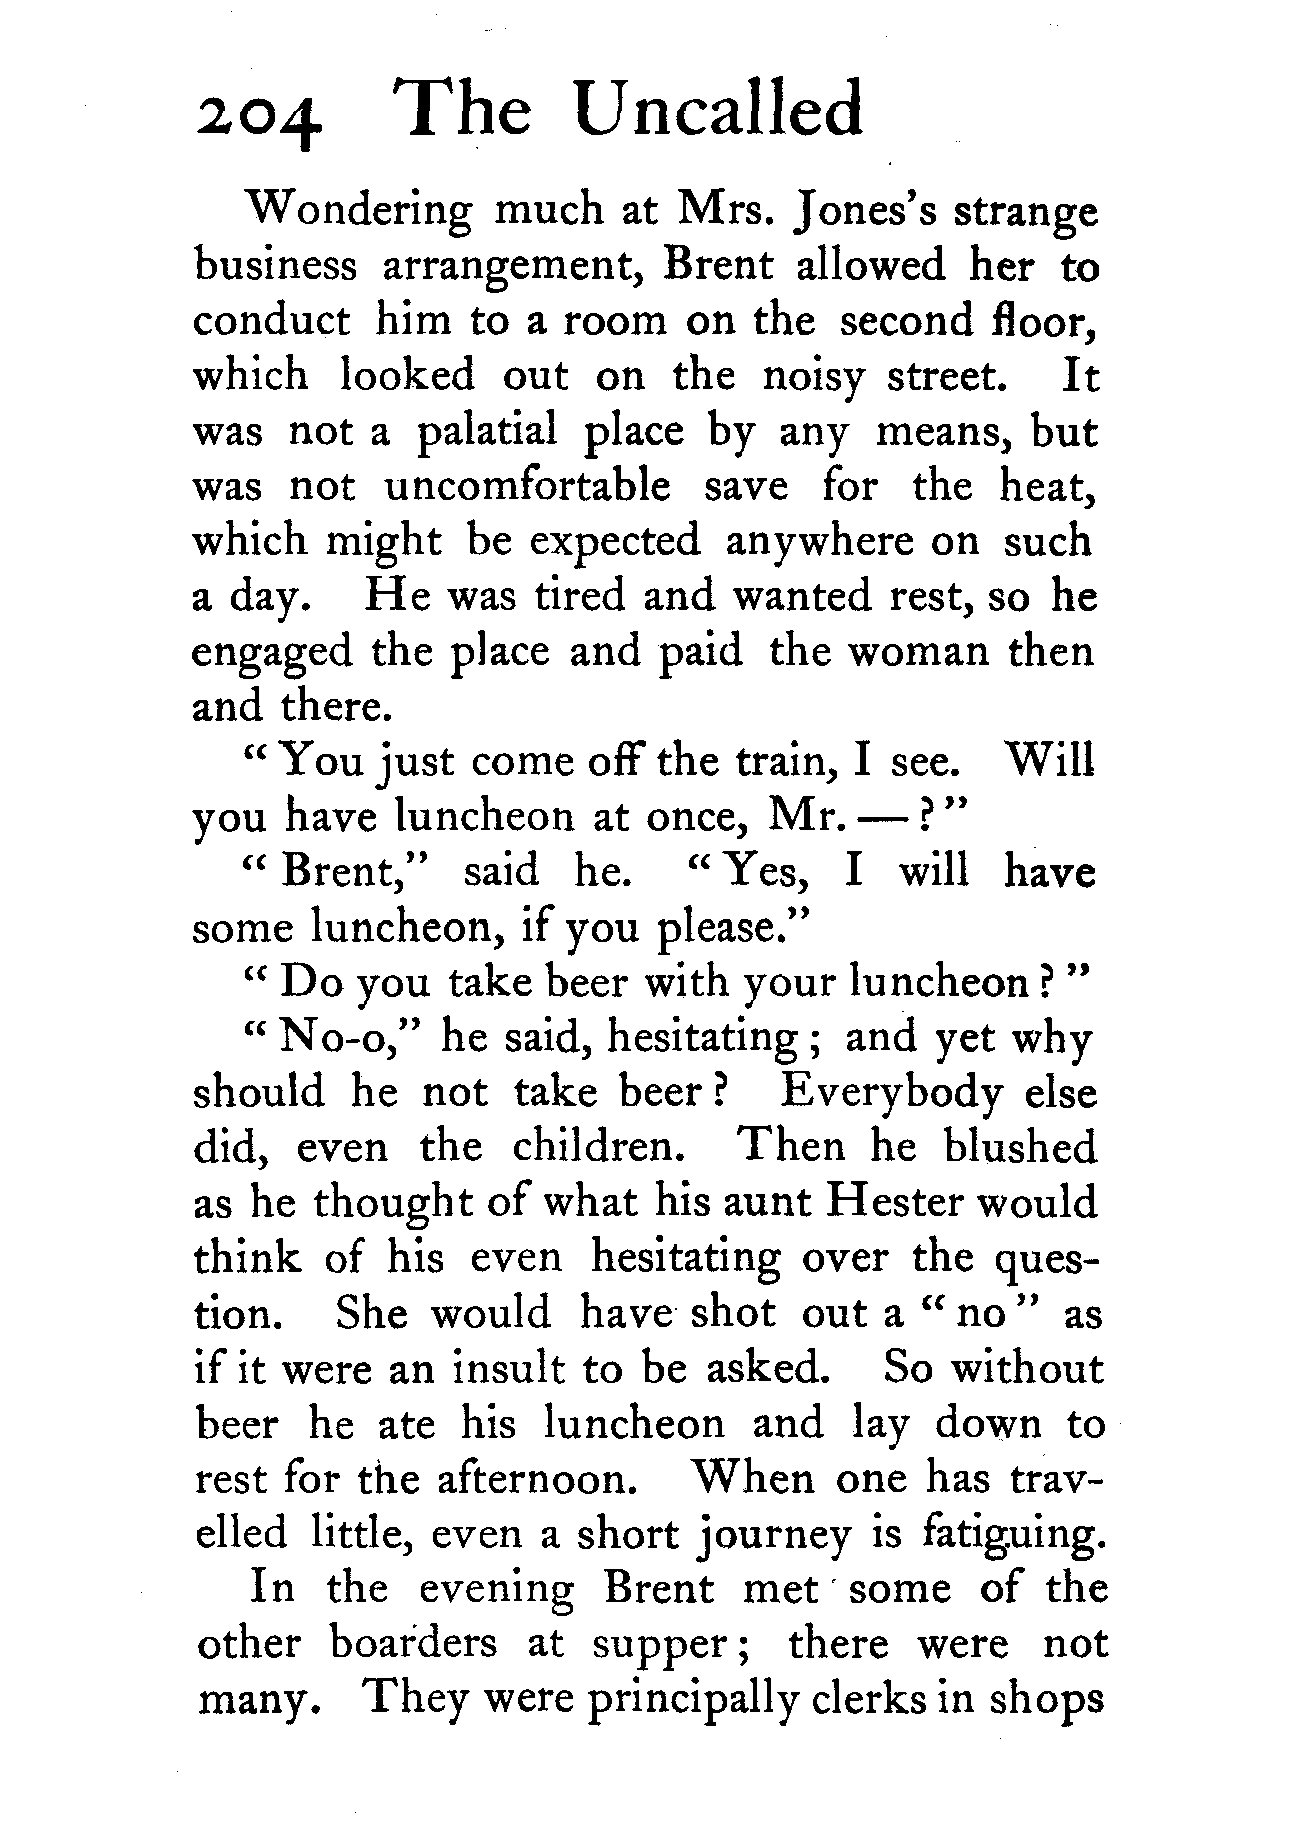 204 The Uncalled
Wondering much at Mrs. Jones's strange
business arrangement, Brent allowed her to
conduct him to a room on the second floor,
which looked out on the noisy street. It
was not a palatial place by any means, but
was not uncomfortable save for the heat,
which might be expected anywhere on such
a day. He was tired and wanted rest, so he
engaged the place and paid the woman then
and there.
“ You just come off the train, I see. Will
you have luncheon at once, Mr. — ? ”
“ Brent,” said he. “ Yes, I will have
some luncheon, if you please.”
“ Do you take beer with your luncheon ? ”
“ No-o,” he said, hesitating ; and yet why
should he not take beer ? Everybody else
did, even the children. Then he blushed
as he thought of what his aunt Hester would
think of his even hesitating over the ques-
tion. She would have shot out a “ no ” as
if it were an insult to be asked. So without
beer he ate his luncheon and lay down to
rest for the afternoon. When one has trav-
elled little, even a short journey is fatiguing.
In the evening Brent met some of the
other boarders at supper ; there were not
many. They were principally clerks in shops